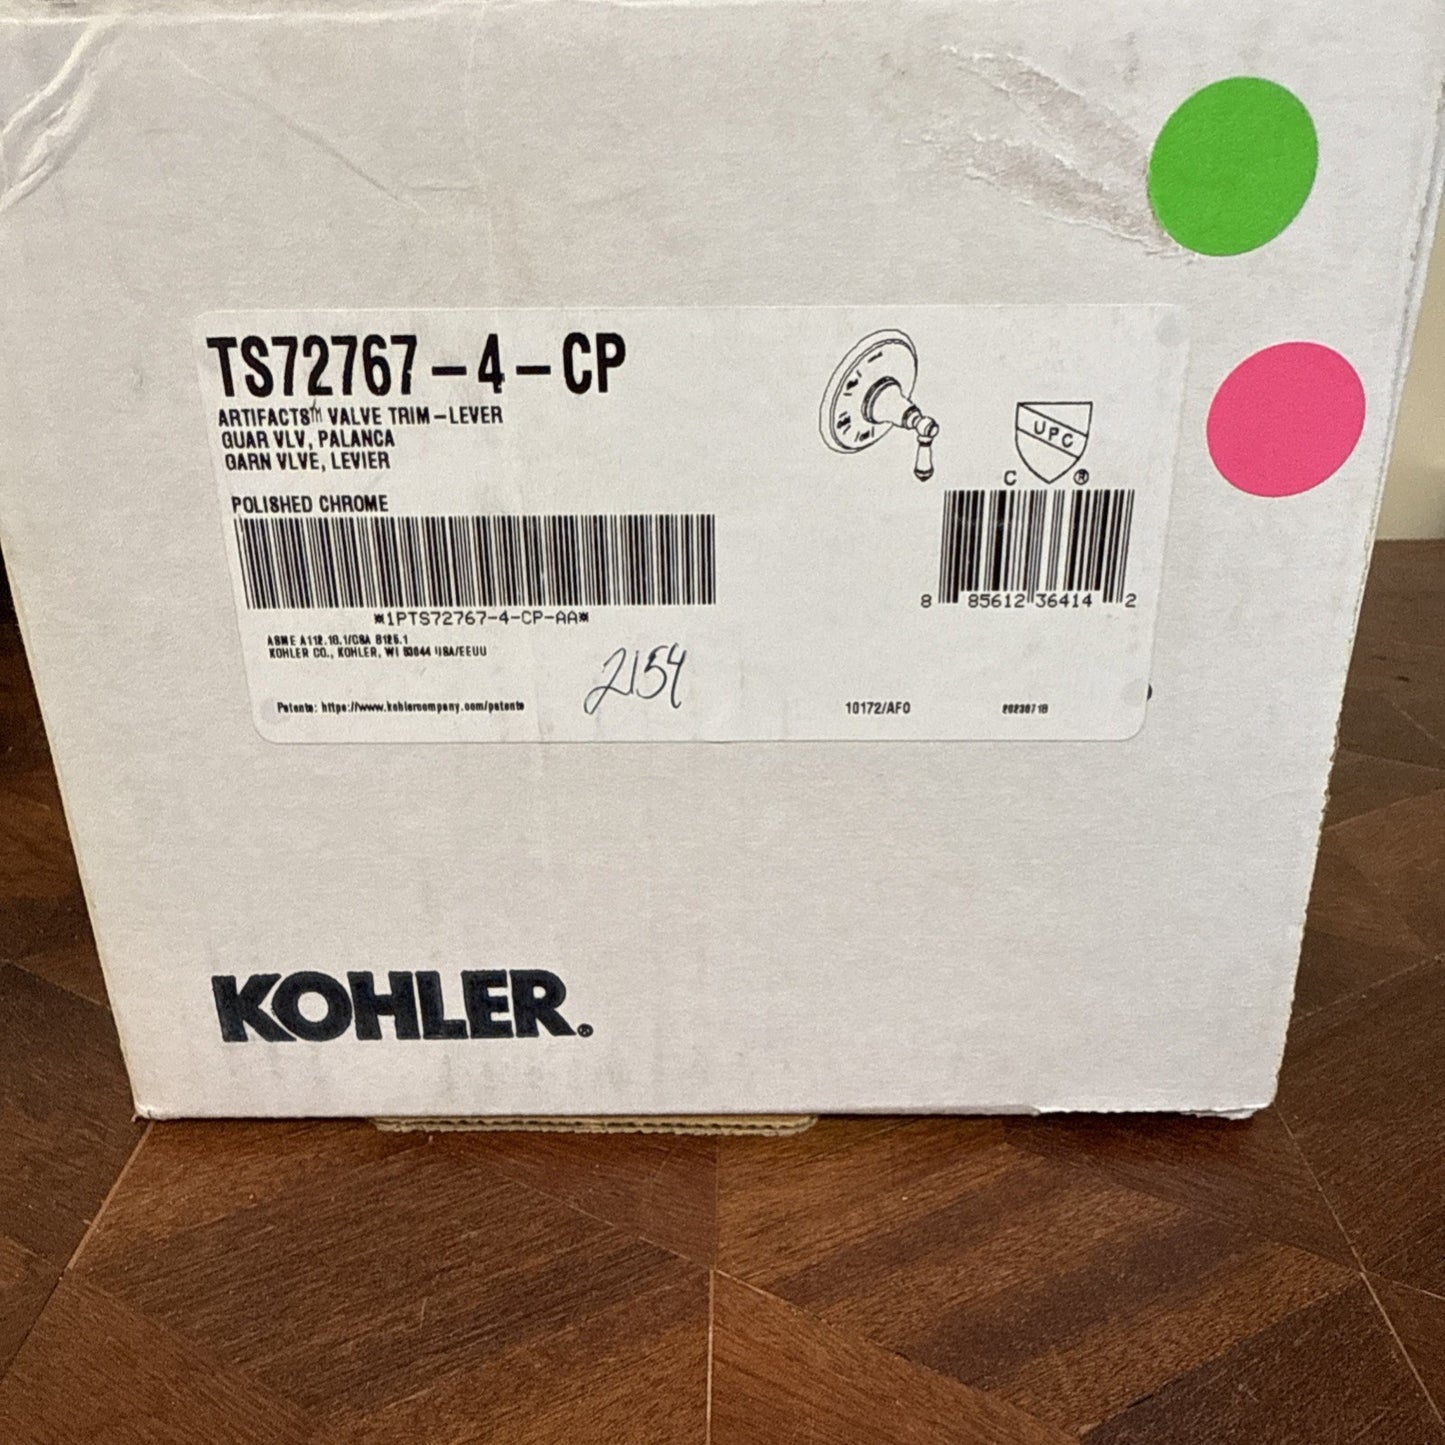 TS72767-4-CP
ARTIFACTS™ VALVE TRIM-LEVER
GUAR VLV, PALANCA
GARN VLVE, LEVIER
POLISHED CHROME
*1PTS72767-4-CP-AA*
ASME A112.18.1/CSA B125.1
KOHLER CO., KOHLER, WI 53044 USA/EEUU
Patents: https://www.kohlercompany.com/patents
2154
UPC
C ®
8 85612 36414 2
10172/AF0
20230718
KOHLER®